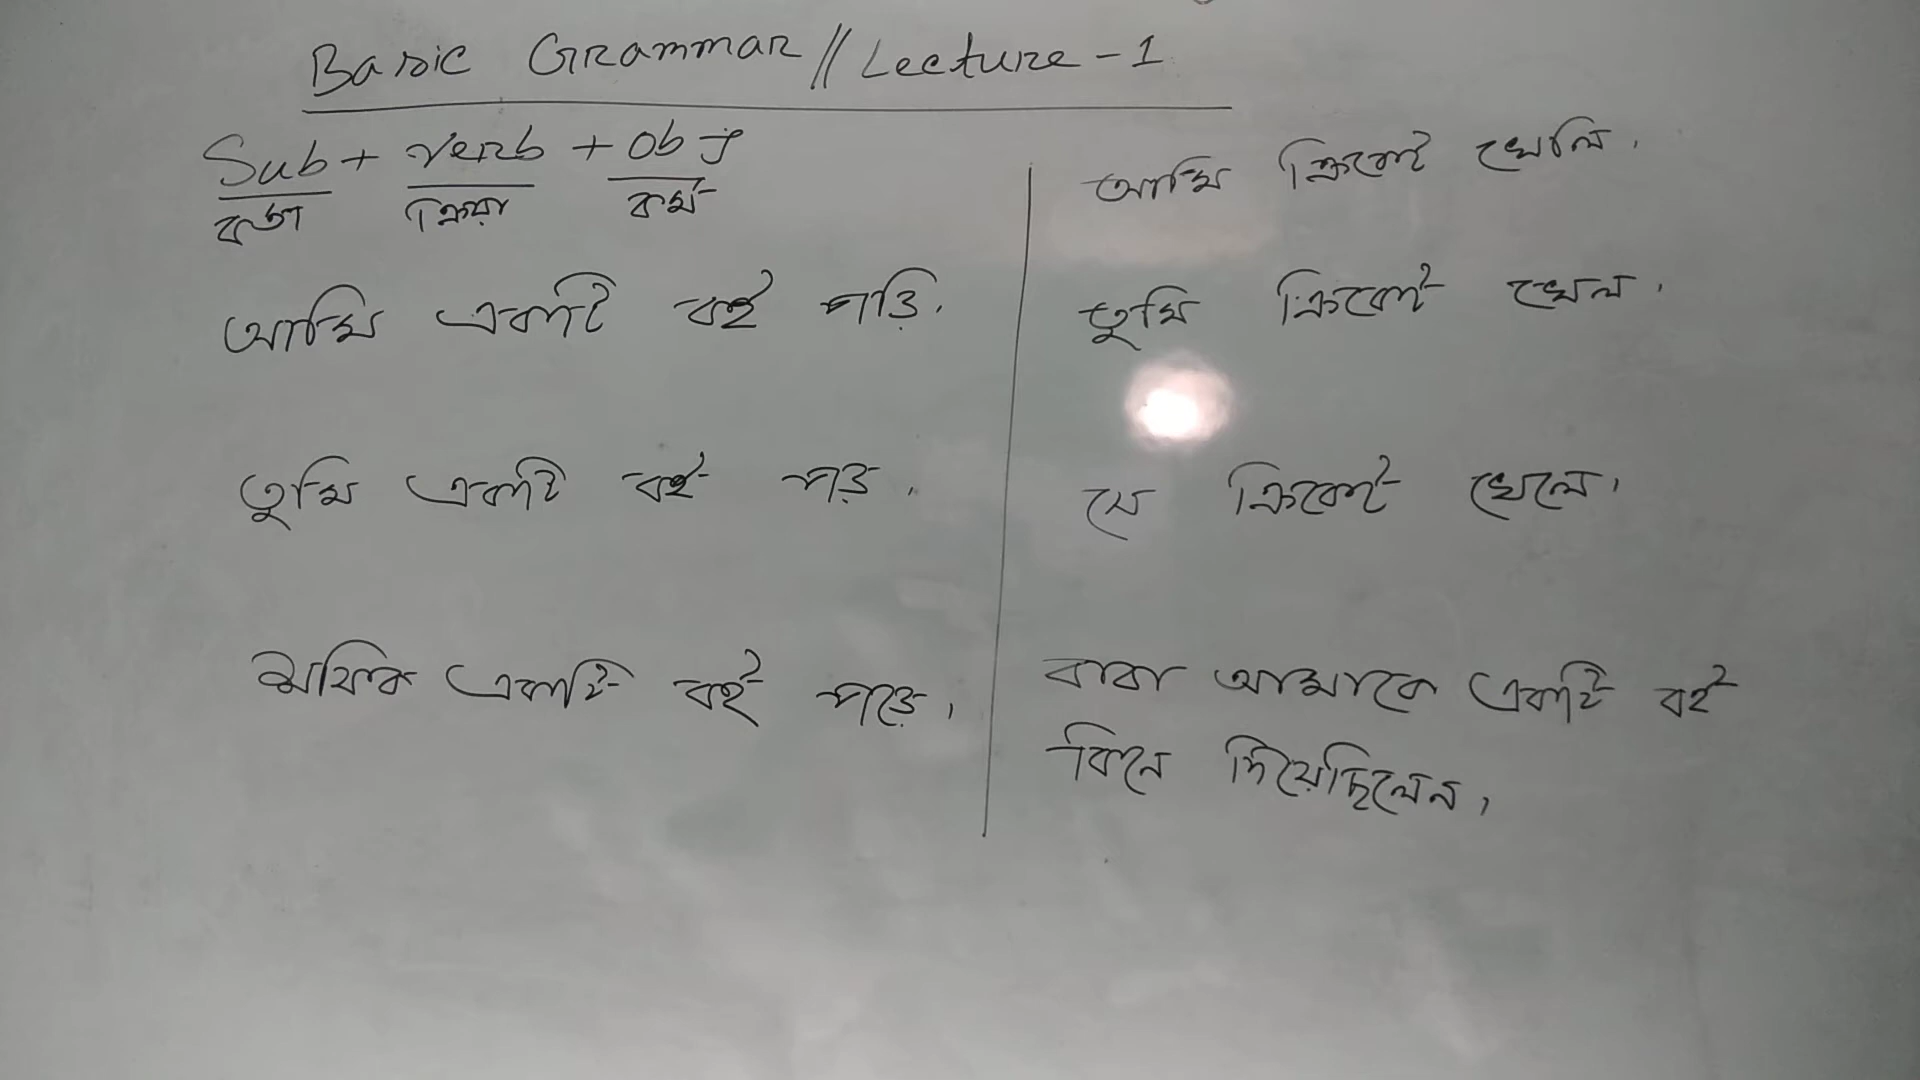 Basic Grammar // Lecture - 1
Sub + Verb + Obj
কর্তা ক্রিয়া কর্ম
আমি একটি বই পড়ি.
তুমি একটি বই পড়.
একটি বই পড়ে.
আমি ক্রিকেট খেলি.
তুমি ক্রিকেট খেল.
সে ক্রিকেট খেলে.
বাবা আমাকে একটি বই
কিনে দিয়েছিলেন.